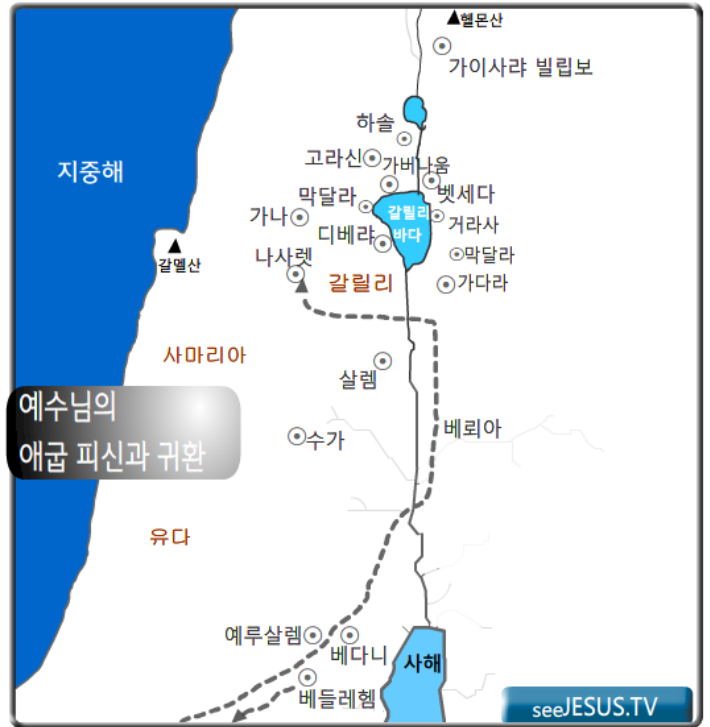 헬몬산
가이사랴 빌립보
하솔
고라신
가버나움
지중해
벳세다
막달라
갈릴리
바다
가나
거라사
디베랴
막달라
나사렛
갈멜산
갈릴리
가다라
사마리아
살렘
예수님의
애굽 피신과 귀환
베뢰아
수가
유다
예루살렘
베다니
사해
베들레헴
seeJESUS.TV